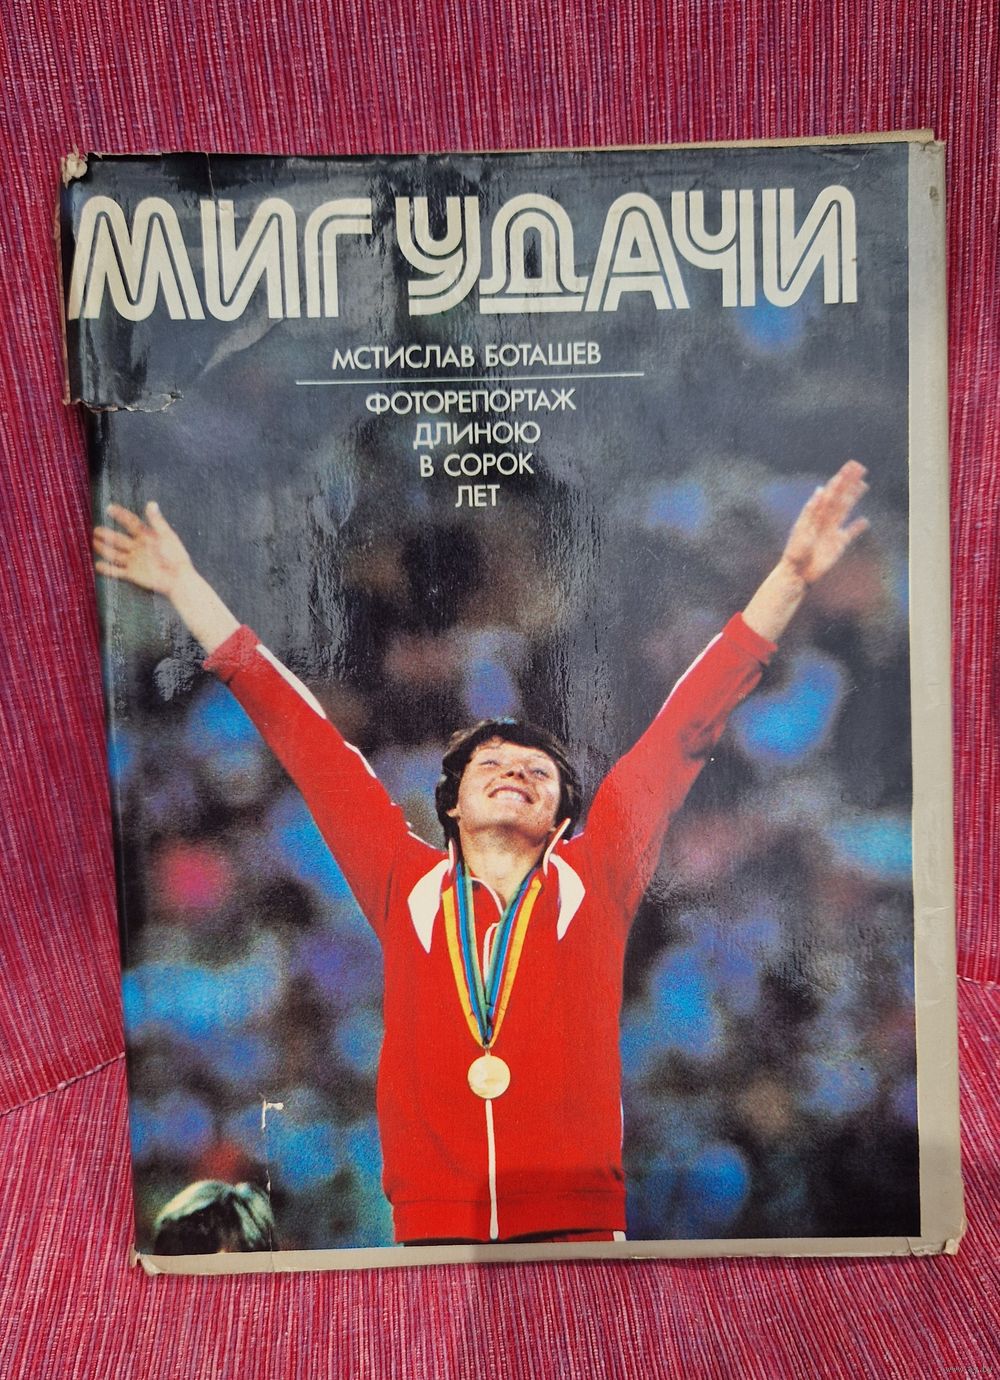 МИГ УДАЧИ
МСТИСЛАВ БОТАШЕВ
ФОТОРЕПОРТАЖ
ДЛИНОЮ
В СОРОК
ЛЕТ